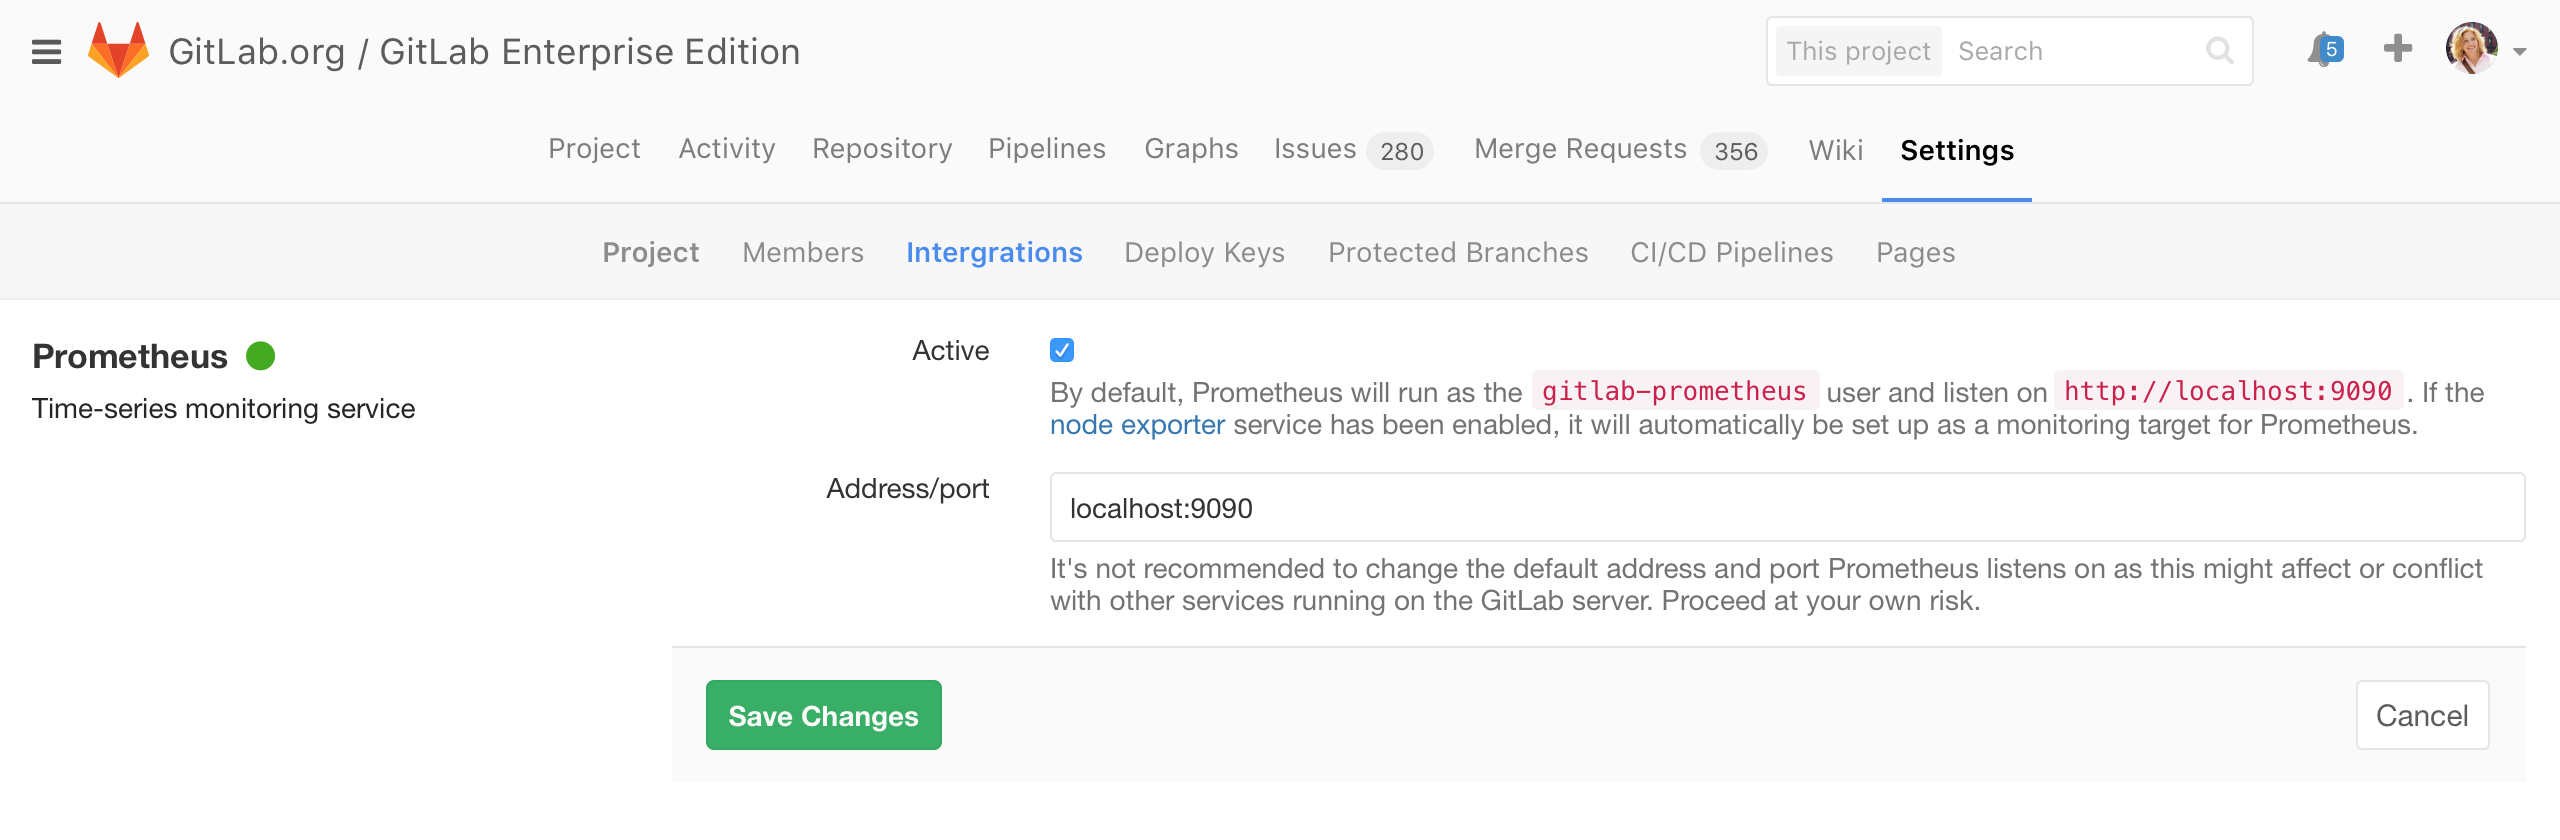 GitLab.org / GitLab Enterprise Edition
This project Search 5
Project Activity Repository Pipelines Graphs Issues 280 Merge Requests 356 Wiki Settings
Project Members Intergrations Deploy Keys Protected Branches CI/CD Pipelines Pages
Prometheus
Time-series monitoring service
Active
By default, Prometheus will run as the gitlab-prometheus user and listen on http://localhost:9090 . If the
node exporter service has been enabled, it will automatically be set up as a monitoring target for Prometheus.
Address/port
localhost:9090
It's not recommended to change the default address and port Prometheus listens on as this might affect or conflict
with other services running on the GitLab server. Proceed at your own risk.
Save Changes
Cancel